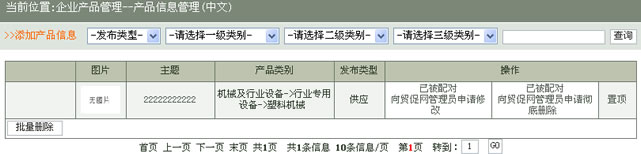 当前位置:企业产品管理--产品信息管理(中文)
>>添加产品信息 -发布类型- -请选择一级类别- -请选择二级类别- -请选择三级类别- 查询
图片 主题 产品类别 发布类型 操作
无图片 22222222222 机械及行业设备->行业专用设备->塑料机械 供应 已被配对 向贸促网管理员申请修改 已被配对 向贸促网管理员申请彻底删除 置顶
批量删除
首页 上一页 下一页 末页 共1页 共1条信息 10条信息/页 第1页 转到: 1 GO